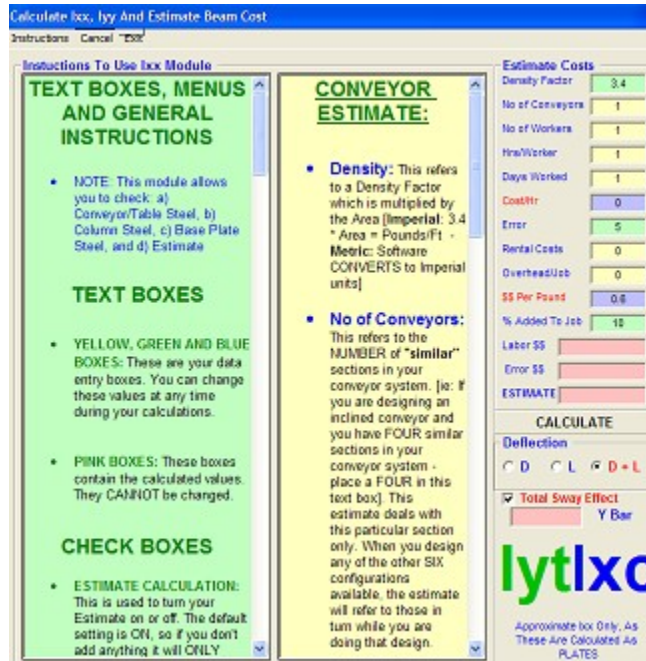 Calculate Ixx, Iyy And Estimate Beam Cost
Instructions Cancel Exit
Instuctions To Use Ixx Module
TEXT BOXES, MENUS
AND GENERAL
INSTRUCTIONS
• NOTE: This module allows
you to check: a)
Conveyor/Table Steel, b)
Column Steel, c) Base Plate
Steel, and d) Estimate
TEXT BOXES
• YELLOW, GREEN AND BLUE
BOXES: These are your data
entry boxes. You can change
these values at any time
during your calculations.
• PINK BOXES: These boxes
contain the calculated values.
They CANNOT be changed.
CHECK BOXES
• ESTIMATE CALCULATION:
This is used to turn your
Estimate on or off. The default
setting is ON, so if you don't
add anything it will ONLY
CONVEYOR
ESTIMATE:
• Density: This refers
to a Density Factor
which is multiplied by
the Area [Imperial: 3.4
* Area = Pounds/Ft -
Metric: Software
CONVERTS to Imperial
units]
• No of Conveyors:
This refers to the
NUMBER of "similar"
sections in your
conveyor system. [ie: If
you are designing an
inclined conveyor and
you have FOUR similar
sections in your
conveyor system -
place a FOUR in this
text box]. This
estimate deals with
this particular section
only. When you design
any of the other SIX
configurations
available, the estimate
will refer to those in
turn while you are
doing that design.
Estimate Costs
Density Factor 3.4
No of Conveyors 1
No of Workers 1
Hrs/Worker 1
Days Worked 1
Cost/Hr 0
Error 5
Rental Costs 0
Overhead/Job 0
$$ Per Pound 0.6
% Added To Job 10
Labor $$
Error $$
ESTIMATE
CALCULATE
Deflection
D L D + L
Total Sway Effect
Y Bar
Approximate Ixx Only, As
These Are Calculated As
PLATES